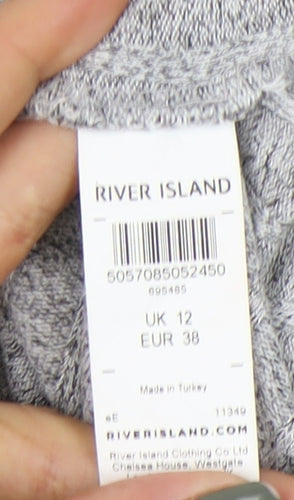 RIVER ISLAND
5057085052450
695485
UK 12
EUR 38
Made in Turkey
eE 11349
RIVERISLAND.COM
River Island Clothing Co Ltd
Chelsea House, Westgate